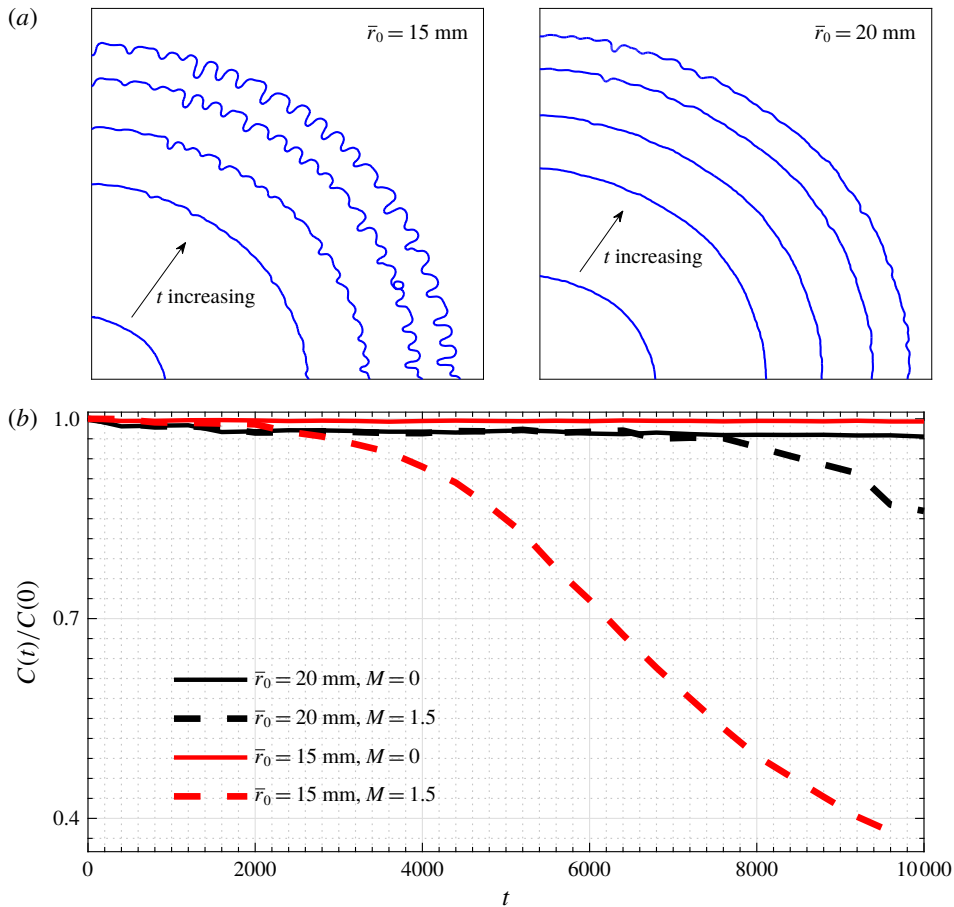 (a)
r̅₀ = 15 mm
t increasing
r̅₀ = 20 mm
t increasing
(b)
1.0
0.7
0.4
C(t)/C(0)
r̅₀ = 20 mm, M = 0
r̅₀ = 20 mm, M = 1.5
r̅₀ = 15 mm, M = 0
r̅₀ = 15 mm, M = 1.5
0 2000 4000 6000 8000 10000
t